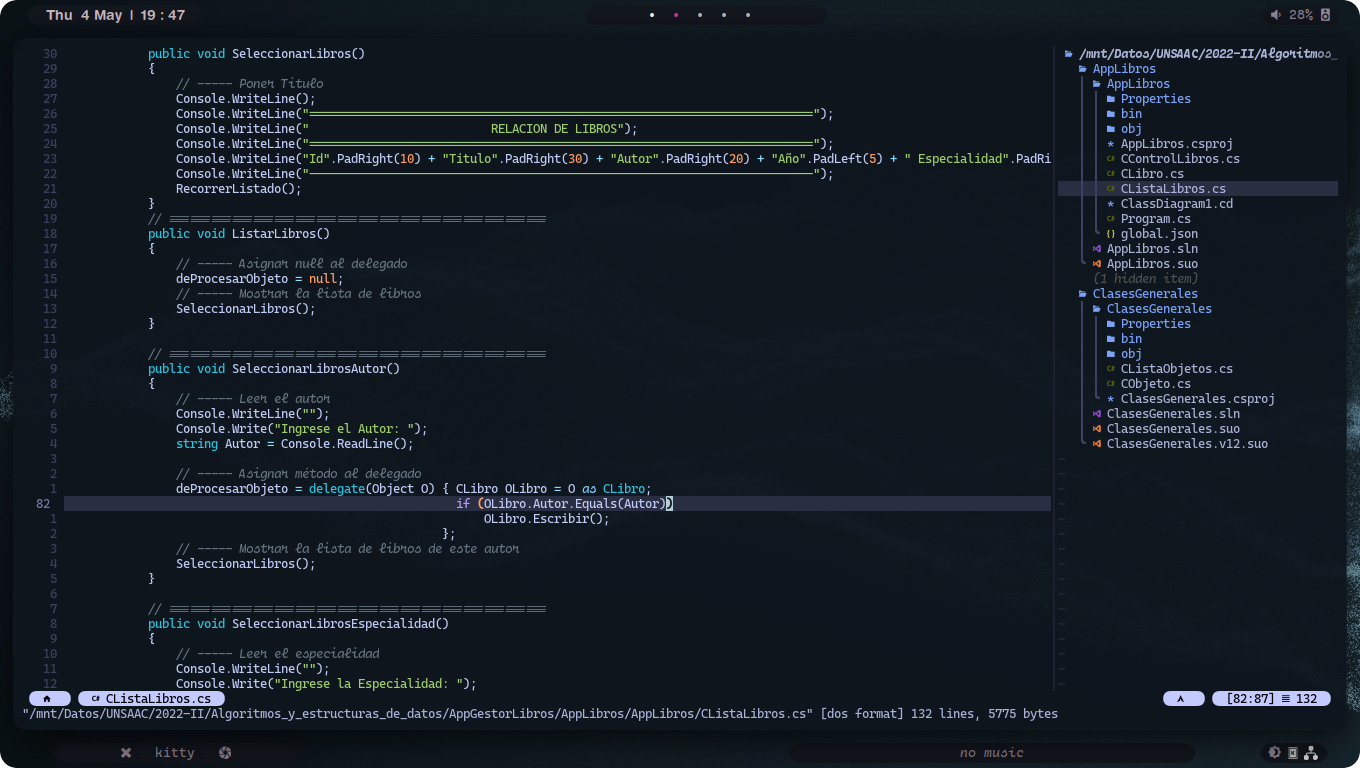 Thu 4 May | 19 : 47
28%
30 public void SeleccionarLibros()
29 {
28 // ----- Poner Titulo
27 Console.WriteLine();
26 Console.WriteLine("════════════════════════════════════════════════════════════════════════");
25 Console.WriteLine("                          RELACION DE LIBROS");
24 Console.WriteLine("════════════════════════════════════════════════════════════════════════");
23 Console.WriteLine("Id".PadRight(10) + "Titulo".PadRight(30) + "Autor".PadRight(20) + "Año".PadLeft(5) + " Especialidad".PadRi
22 Console.WriteLine("────────────────────────────────────────────────────────────────────────");
21 RecorrerListado();
20 }
19 // ======================================================
18 public void ListarLibros()
17 {
16 // ----- Asignar null al delegado
15 deProcesarObjeto = null;
14 // ----- Mostrar la lista de libros
13 SeleccionarLibros();
12 }
11
10 // ======================================================
9 public void SeleccionarLibrosAutor()
8 {
7 // ----- Leer el autor
6 Console.WriteLine("");
5 Console.Write("Ingrese el Autor: ");
4 string Autor = Console.ReadLine();
3
2 // ----- Asignar método al delegado
1 deProcesarObjeto = delegate(Object O) { CLibro OLibro = O as CLibro;
82 if (OLibro.Autor.Equals(Autor))
1 OLibro.Escribir();
2 };
3 // ----- Mostrar la lista de libros de este autor
4 SeleccionarLibros();
5 }
6
7 // ======================================================
8 public void SeleccionarLibrosEspecialidad()
9 {
10 // ----- Leer el especialidad
11 Console.WriteLine("");
12 Console.Write("Ingrese la Especialidad: ");
/mnt/Datos/UNSAAC/2022-II/Algoritmos_
AppLibros
AppLibros
Properties
bin
obj
* AppLibros.csproj
C# CControlLibros.cs
C# CLibro.cs
C# CListaLibros.cs
* ClassDiagram1.cd
C# Program.cs
{} global.json
AppLibros.sln
AppLibros.suo
(1 hidden item)
ClasesGenerales
ClasesGenerales
Properties
bin
obj
C# CListaObjetos.cs
C# CObjeto.cs
* ClasesGenerales.csproj
ClasesGenerales.sln
ClasesGenerales.suo
ClasesGenerales.v12.suo
C# CListaLibros.cs
[82:87] ≡ 132
"/mnt/Datos/UNSAAC/2022-II/Algoritmos_y_estructuras_de_datos/AppGestorLibros/AppLibros/AppLibros/CListaLibros.cs" [dos format] 132 lines, 5775 bytes
kitty
no music